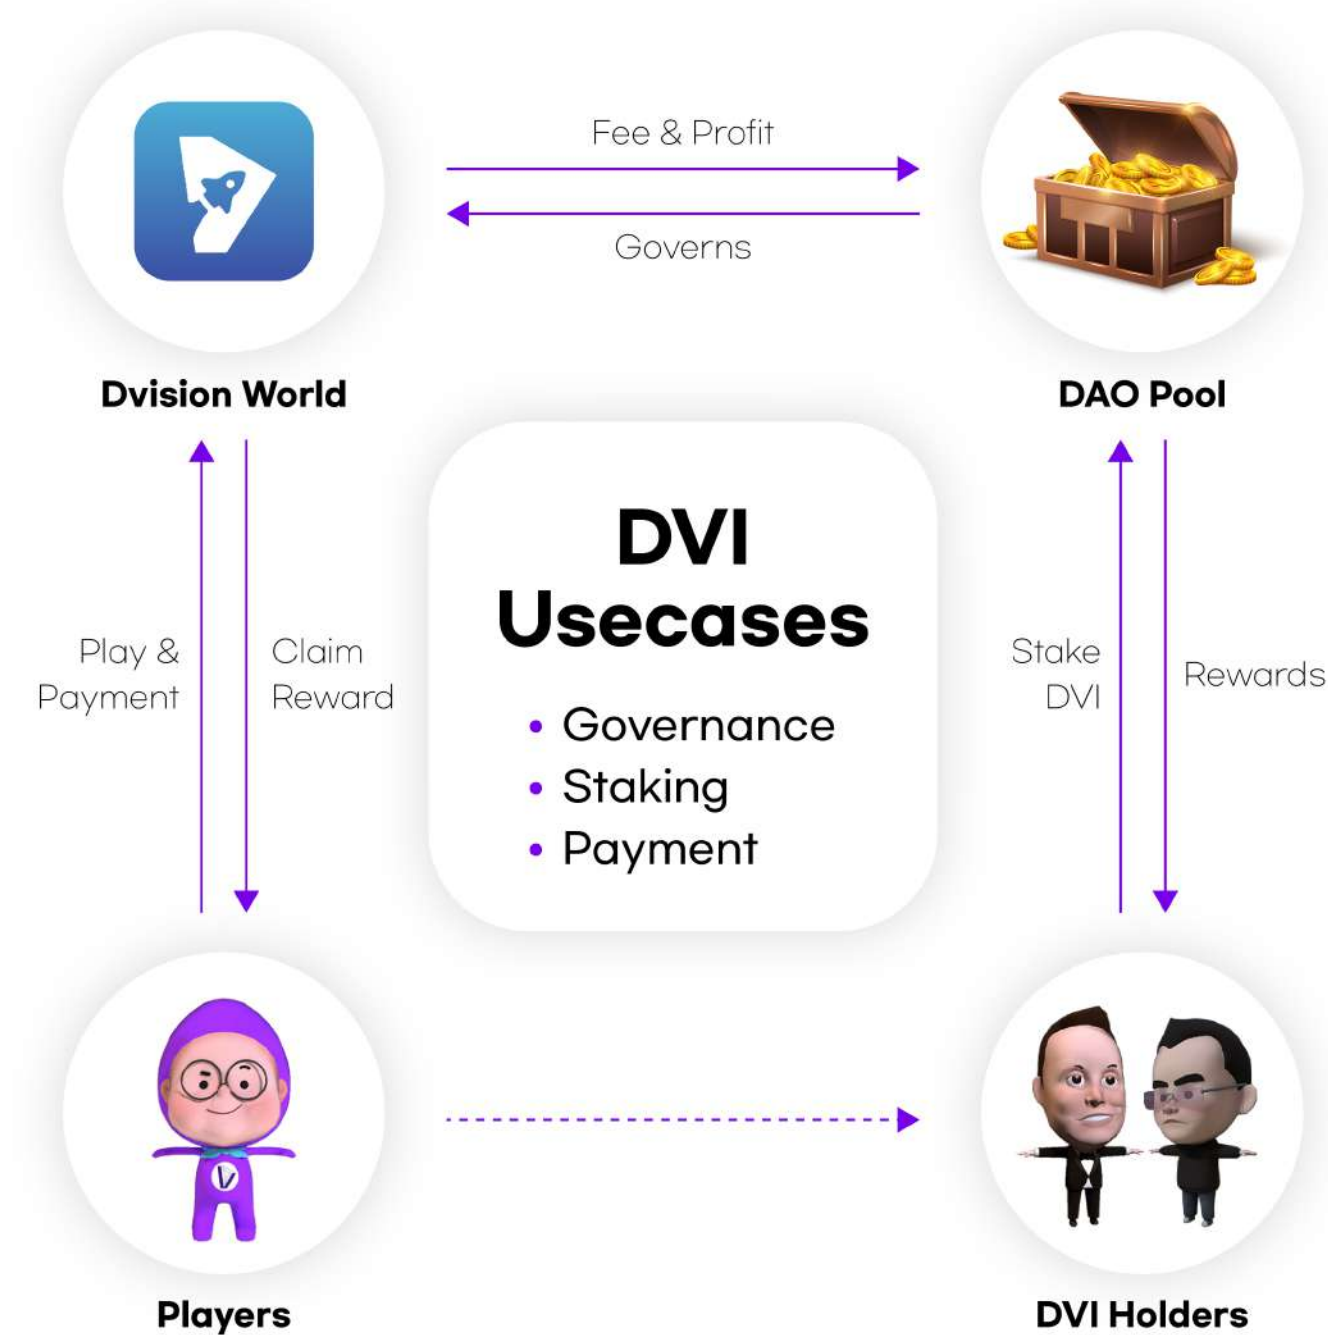 Fee & Profit
Governs
Dvision World
DAO Pool
DVI
Usecases
• Governance
• Staking
• Payment
Play &
Payment
Claim
Reward
Stake
DVI
Rewards
Players
DVI Holders